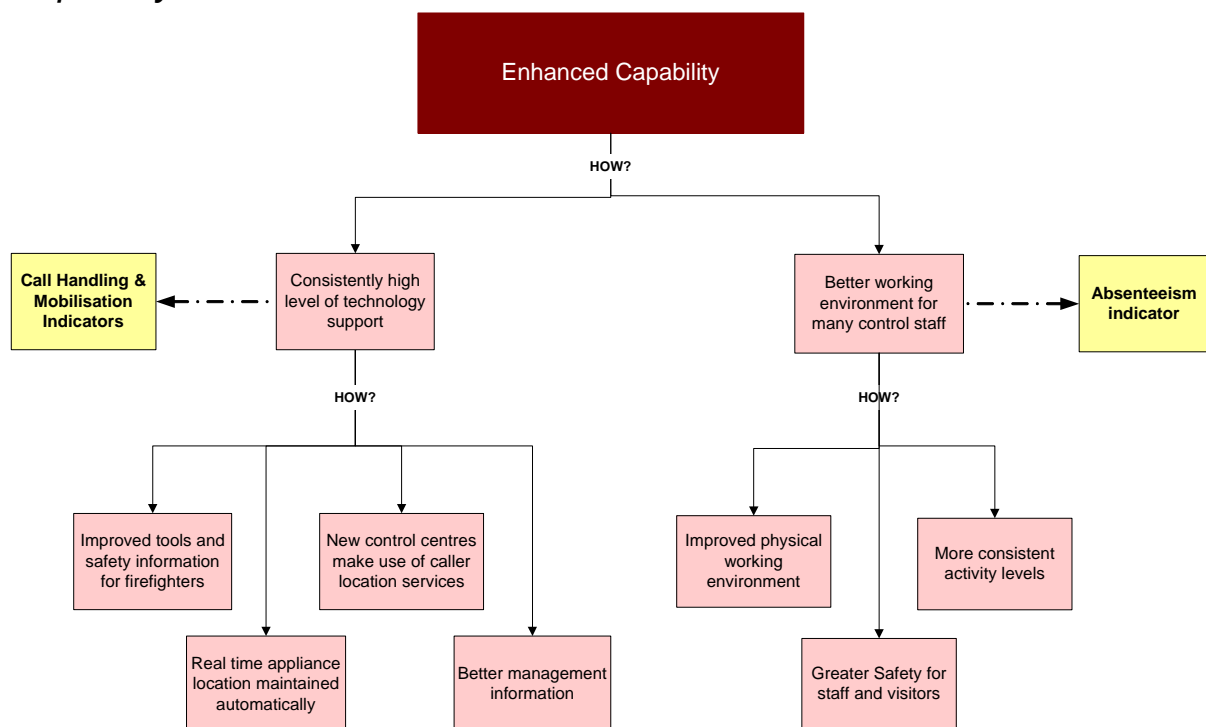 Enhanced Capability
HOW?
Call Handling &
Mobilisation
Indicators
Consistently high
level of technology
support
Better working
environment for
many control staff
Absenteeism
indicator
HOW?
HOW?
Improved tools and
safety information
for firefighters
New control centres
make use of caller
location services
Improved physical
working
environment
More consistent
activity levels
Real time appliance
location maintained
automatically
Better management
information
Greater Safety for
staff and visitors